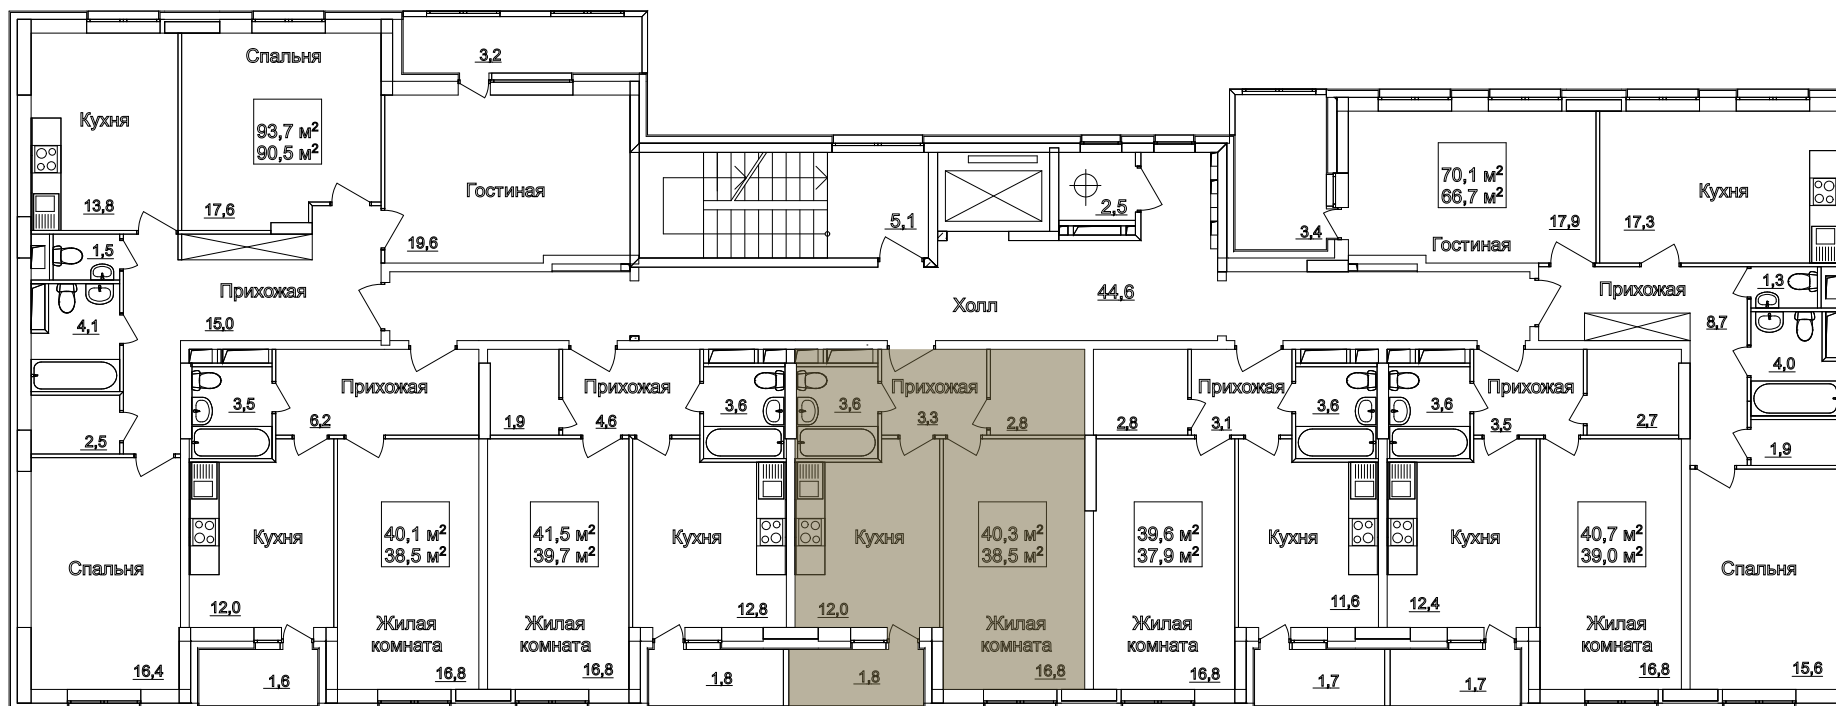 Спальня
3,2
Кухня
93,7 м²
90,5 м²
Гостиная
13,8
17,6
19,6
5,1
2,5
3,4
70,1 м²
66,7 м²
17,9
Гостиная
Кухня
17,3
1,5
4,1
Прихожая
15,0
Холл
44,6
Прихожая
8,7
1,3
4,0
2,5
3,5
Прихожая
6,2
1,9
Прихожая
4,6
3,6
3,6
Прихожая
3,3
2,8
2,8
Прихожая
3,1
3,6
3,6
Прихожая
3,5
2,7
1,9
Спальня
16,4
Кухня
12,0
1,6
40,1 м²
38,5 м²
Жилая
комната
16,8
41,5 м²
39,7 м²
Жилая
комната
16,8
Кухня
12,8
1,8
Кухня
12,0
1,8
40,3 м²
38,5 м²
Жилая
комната
16,8
39,6 м²
37,9 м²
Жилая
комната
16,8
Кухня
11,6
1,7
Кухня
12,4
1,7
40,7 м²
39,0 м²
Жилая
комната
16,8
Спальня
15,6